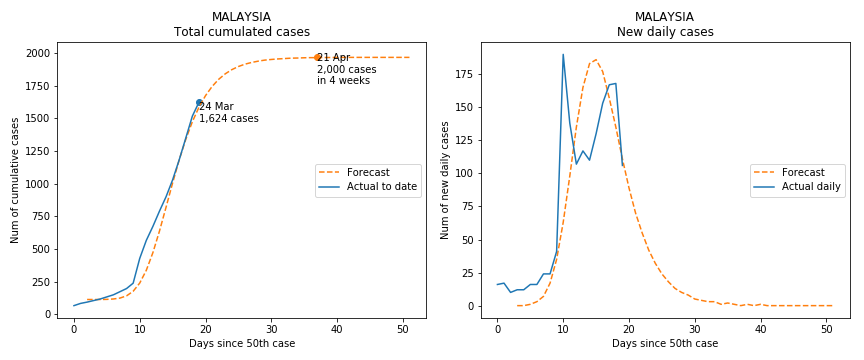 MALAYSIA
Total cumulated cases
2000
1750
1500
1250
1000
750
500
250
0
Num of cumulative cases
21 Apr
2,000 cases
in 4 weeks
24 Mar
1,624 cases
Forecast
Actual to date
0 10 20 30 40 50
Days since 50th case
MALAYSIA
New daily cases
175
150
125
100
75
50
25
0
Num of new daily cases
Forecast
Actual daily
0 10 20 30 40 50
Days since 50th case